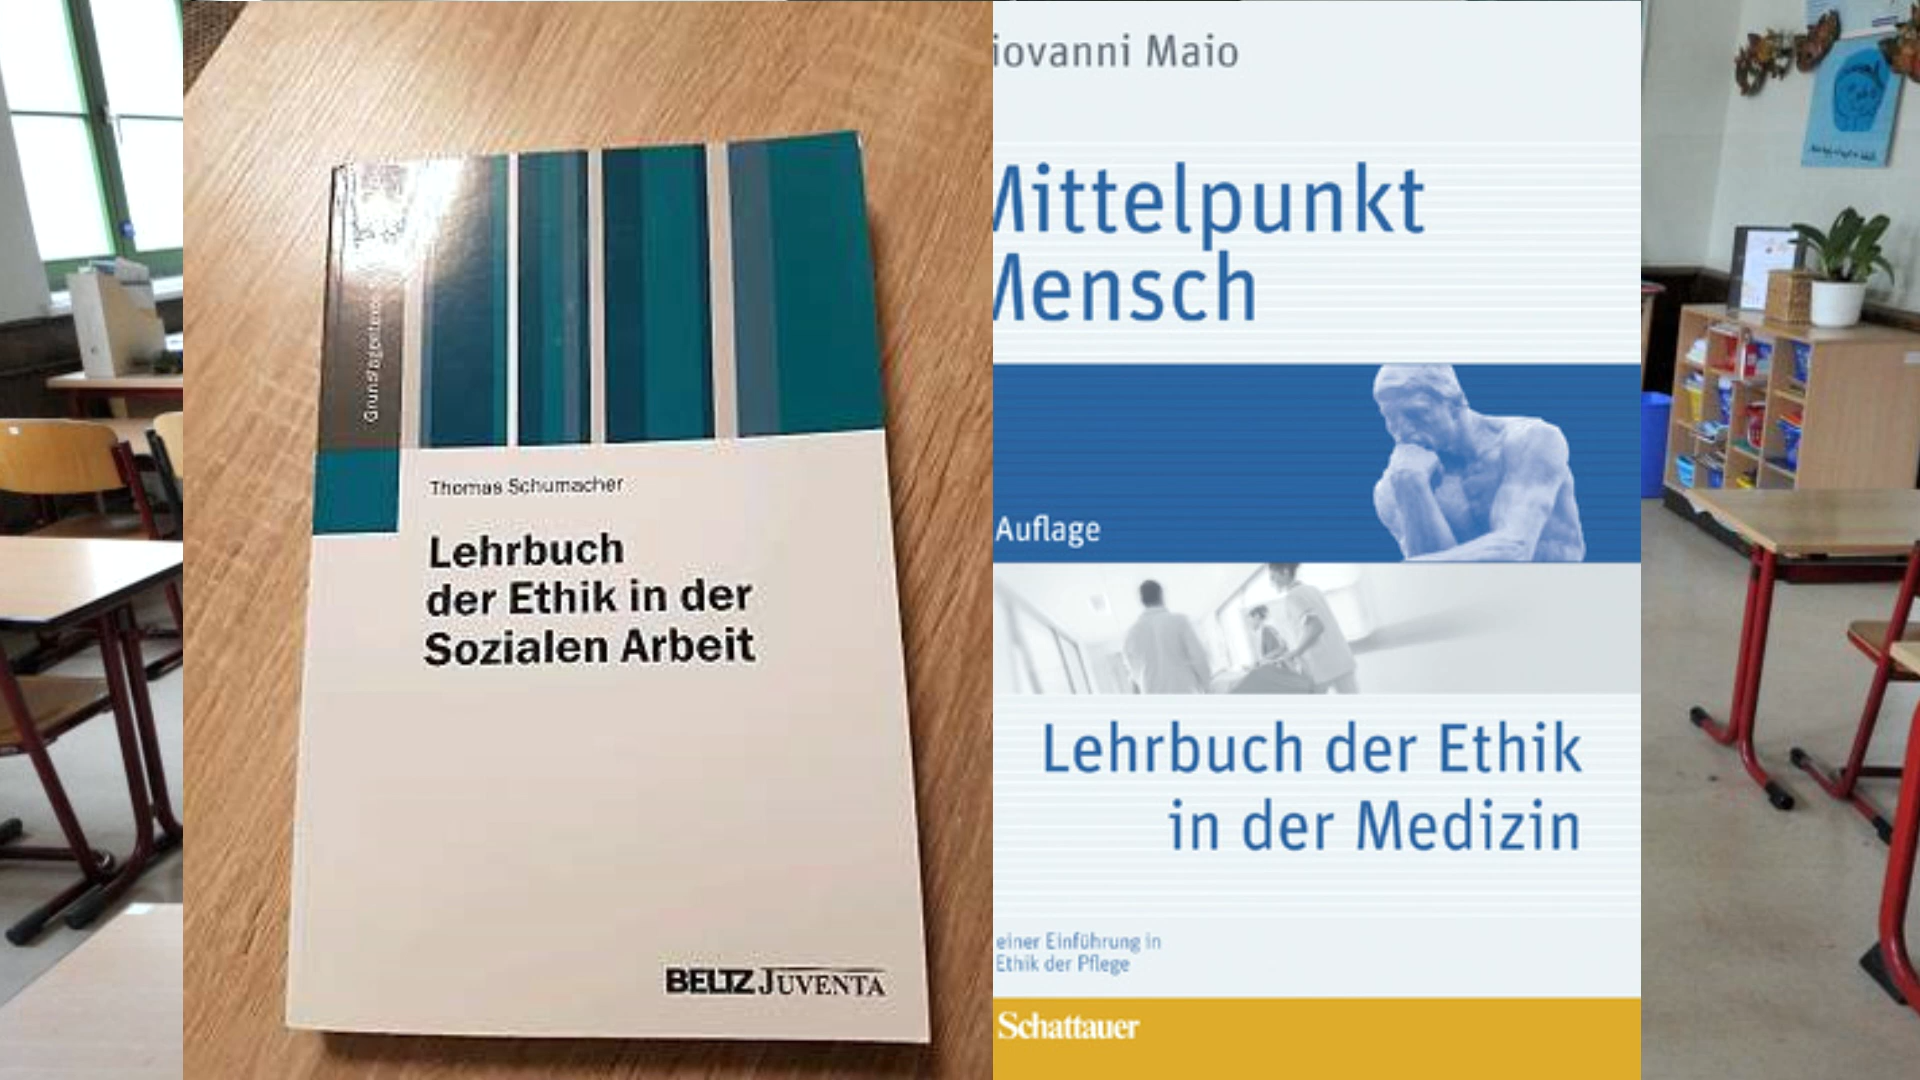 Thomas Schumacher
Lehrbuch
der Ethik in der
Sozialen Arbeit
BELTZ JUVENTA
iovanni Maio
Mittelpunkt
Mensch
Auflage
Lehrbuch der Ethik
in der Medizin
einer Einführung in
Ethik der Pflege
Schattauer